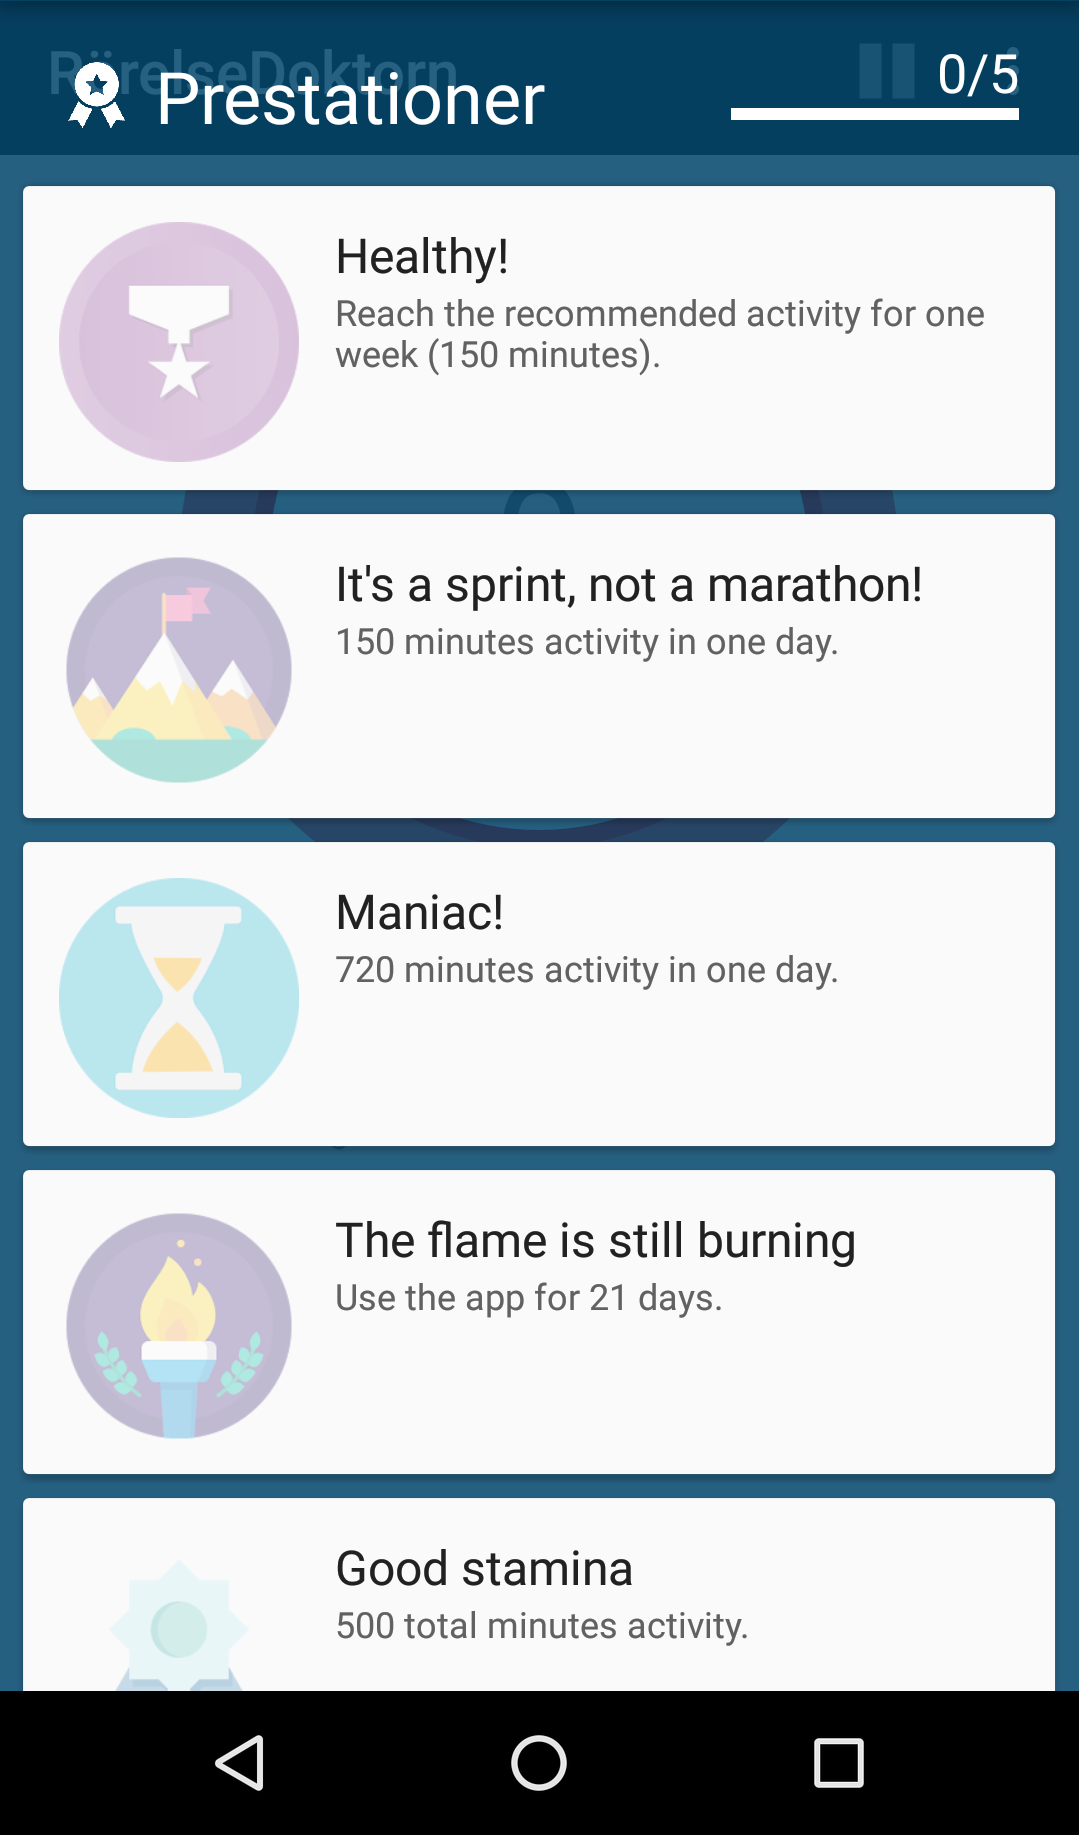 RörelseDoktorn
Prestationer
0/5
Healthy!
Reach the recommended activity for one
week (150 minutes).
It's a sprint, not a marathon!
150 minutes activity in one day.
Maniac!
720 minutes activity in one day.
The flame is still burning
Use the app for 21 days.
Good stamina
500 total minutes activity.